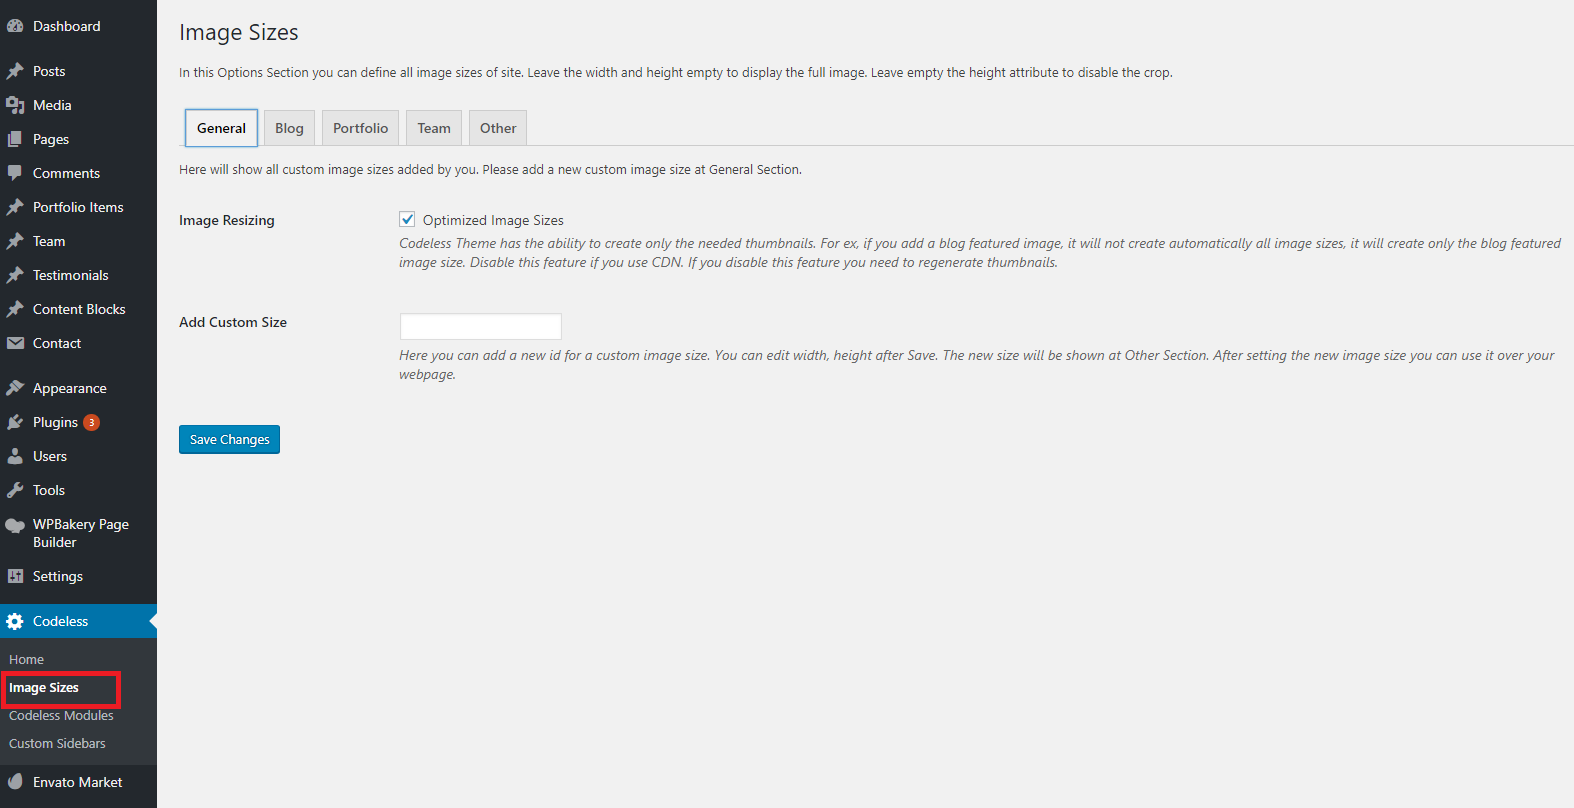 Dashboard
Posts
Media
Pages
Comments
Portfolio Items
Team
Testimonials
Content Blocks
Contact
Appearance
Plugins 3
Users
Tools
WPBakery Page
Builder
Settings
Codeless
Home
Image Sizes
Codeless Modules
Custom Sidebars
Envato Market
Image Sizes
In this Options Section you can define all image sizes of site. Leave the width and height empty to display the full image. Leave empty the height attribute to disable the crop.
General Blog Portfolio Team Other
Here will show all custom image sizes added by you. Please add a new custom image size at General Section.
Image Resizing
Optimized Image Sizes
Codeless Theme has the ability to create only the needed thumbnails. For ex, if you add a blog featured image, it will not create automatically all image sizes, it will create only the blog featured
image size. Disable this feature if you use CDN. If you disable this feature you need to regenerate thumbnails.
Add Custom Size
Here you can add a new id for a custom image size. You can edit width, height after Save. The new size will be shown at Other Section. After setting the new image size you can use it over your
webpage.
Save Changes